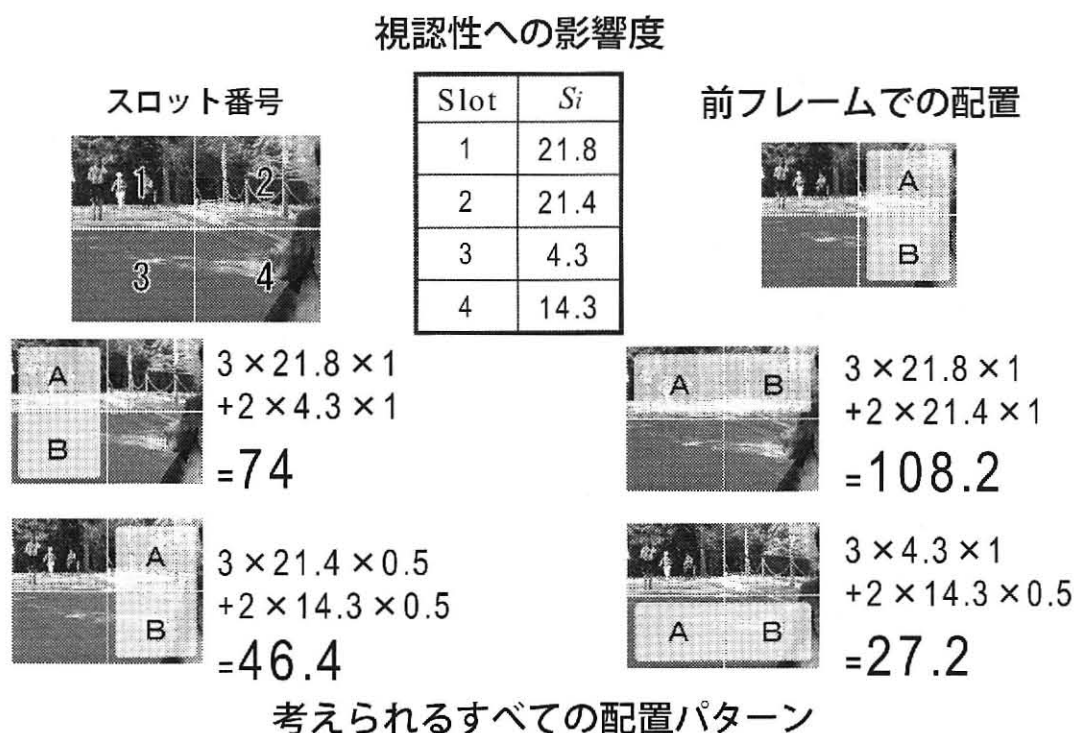 視認性への影響度
スロット番号
1 2
3 4
Slot Si
1 21.8
2 21.4
3 4.3
4 14.3
前フレームでの配置
A
B
A
B
3×21.8×1
+2×4.3×1
=74
A B
3×21.8×1
+2×21.4×1
=108.2
A
B
3×21.4×0.5
+2×14.3×0.5
=46.4
A B
3×4.3×1
+2×14.3×0.5
=27.2
考えられるすべての配置パターン